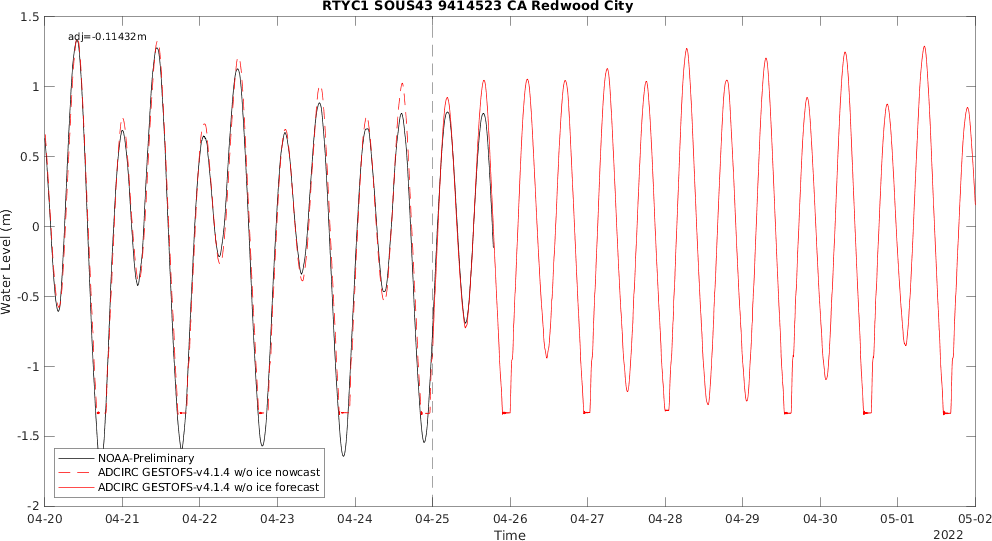 RTYC1 SOUS43 9414523 CA Redwood City
adj=-0.11432m
1.5
1
0.5
0
-0.5
-1
-1.5
-2
Water Level (m)
NOAA-Preliminary
ADCIRC GESTOFS-v4.1.4 w/o ice nowcast
ADCIRC GESTOFS-v4.1.4 w/o ice forecast
04-20 04-21 04-22 04-23 04-24 04-25 04-26 04-27 04-28 04-29 04-30 05-01 05-02
Time
2022